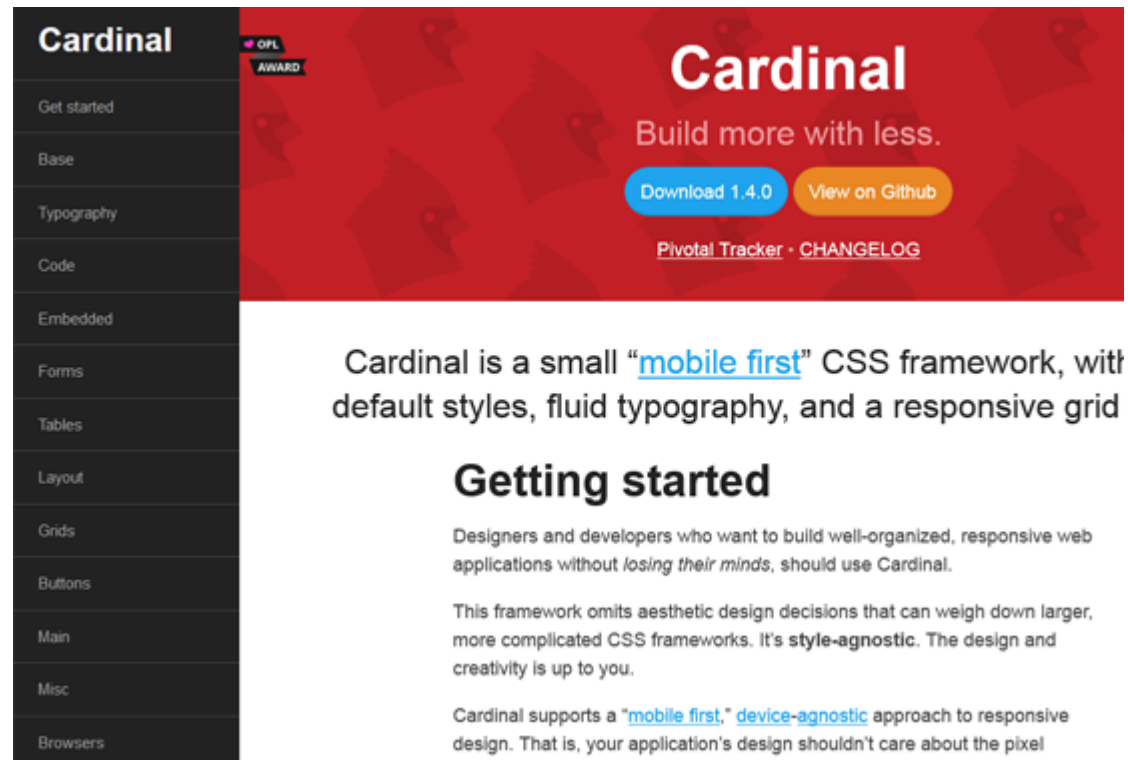 Cardinal
Get started
Base
Typography
Code
Embedded
Forms
Tables
Layout
Grids
Buttons
Main
Misc
Browsers
OPL
AWARD
Cardinal
Build more with less.
Download 1.4.0
View on Github
Pivotal Tracker • CHANGELOG
Cardinal is a small “mobile first” CSS framework, with
default styles, fluid typography, and a responsive grid
Getting started
Designers and developers who want to build well-organized, responsive web
applications without losing their minds, should use Cardinal.
This framework omits aesthetic design decisions that can weigh down larger,
more complicated CSS frameworks. It's style-agnostic. The design and
creativity is up to you.
Cardinal supports a “mobile first,” device-agnostic approach to responsive
design. That is, your application's design shouldn't care about the pixel